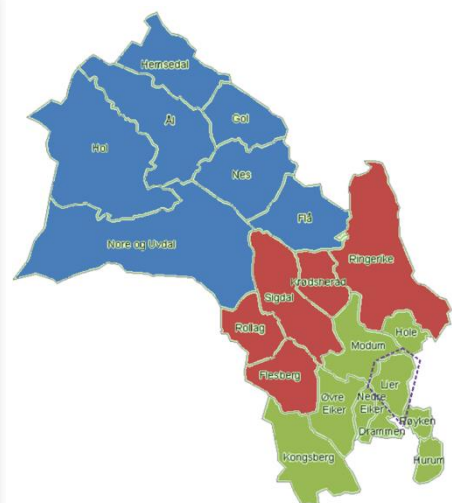 Hemsedal
Ål
Gol
Hol
Nes
Flå
Nore og Uvdal
Ringerike
Krødsherad
Sigdal
Rollag
Hole
Modum
Flesberg
Lier
Øvre
Eiker
Nedre
Eiker
Røyken
Drammen
Kongsberg
Hurum